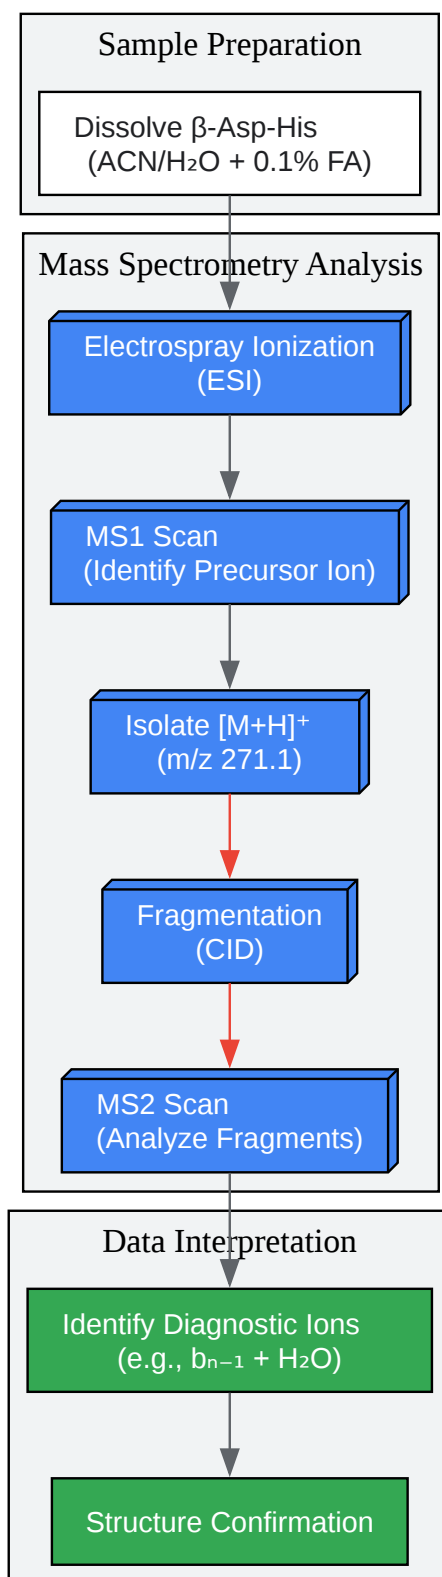 Sample Preparation
Dissolve β-Asp-His
(ACN/H₂O + 0.1% FA)
Mass Spectrometry Analysis
Electrospray Ionization
(ESI)
MS1 Scan
(Identify Precursor Ion)
Isolate [M+H]⁺
(m/z 271.1)
Fragmentation
(CID)
MS2 Scan
(Analyze Fragments)
Data Interpretation
Identify Diagnostic Ions
(e.g., bₙ₋₁ + H₂O)
Structure Confirmation